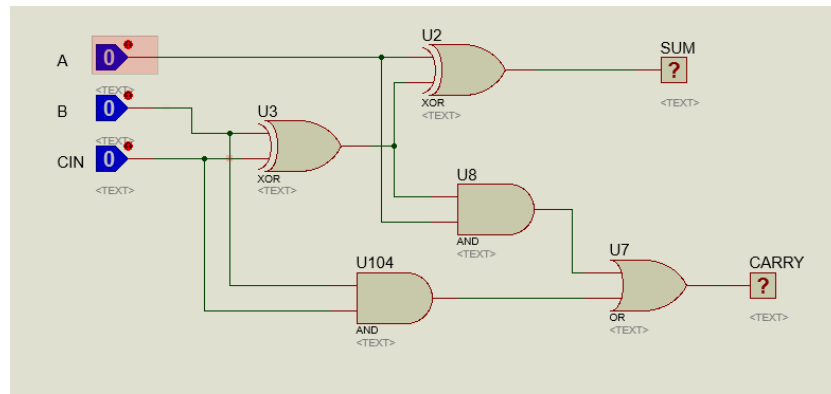 U2
SUM
A
0
?
<TEXT>
XOR
<TEXT>
<TEXT>
B
0
U3
<TEXT>
CIN
0
XOR
<TEXT>
<TEXT>
U8
AND
<TEXT>
U104
U7
CARRY
?
AND
<TEXT>
OR
<TEXT>
<TEXT>